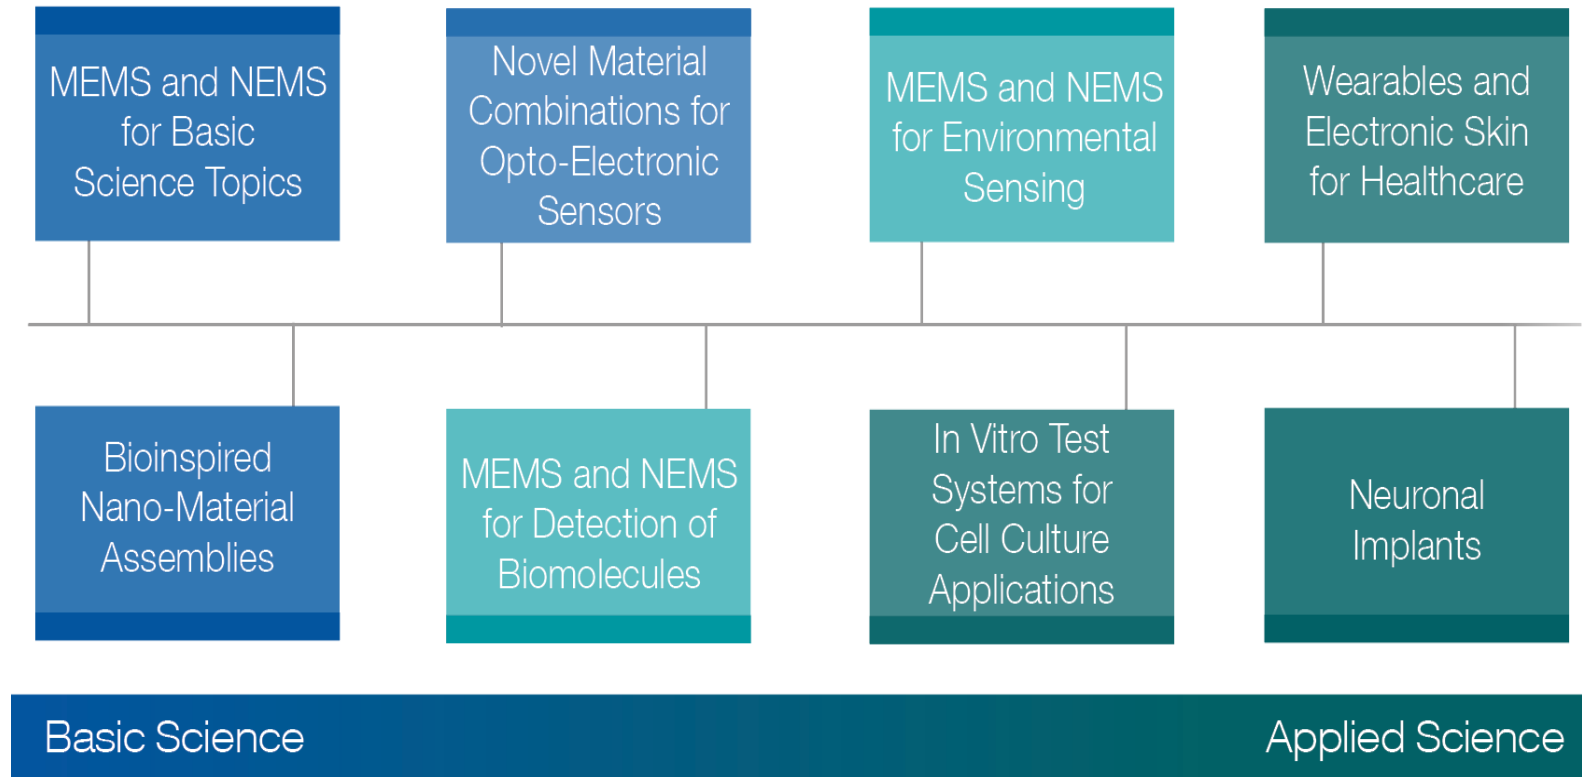 MEMS and NEMS
for Basic
Science Topics
Novel Material
Combinations for
Opto-Electronic
Sensors
MEMS and NEMS
for Environmental
Sensing
Wearables and
Electronic Skin
for Healthcare
Bioinspired
Nano-Material
Assemblies
MEMS and NEMS
for Detection of
Biomolecules
In Vitro Test
Systems for
Cell Culture
Applications
Neuronal
Implants
Basic Science
Applied Science